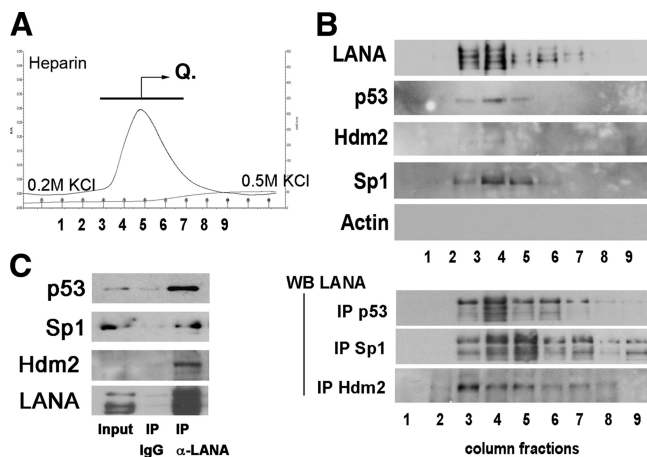 A
Heparin
Q.
0.2M KCl
0.5M KCl
1 2 3 4 5 6 7 8 9
B
LANA
p53
Hdm2
Sp1
Actin
1 2 3 4 5 6 7 8 9
WB LANA
IP p53
IP Sp1
IP Hdm2
1 2 3 4 5 6 7 8 9
column fractions
C
p53
Sp1
Hdm2
LANA
Input IP IP
IgG α-LANA